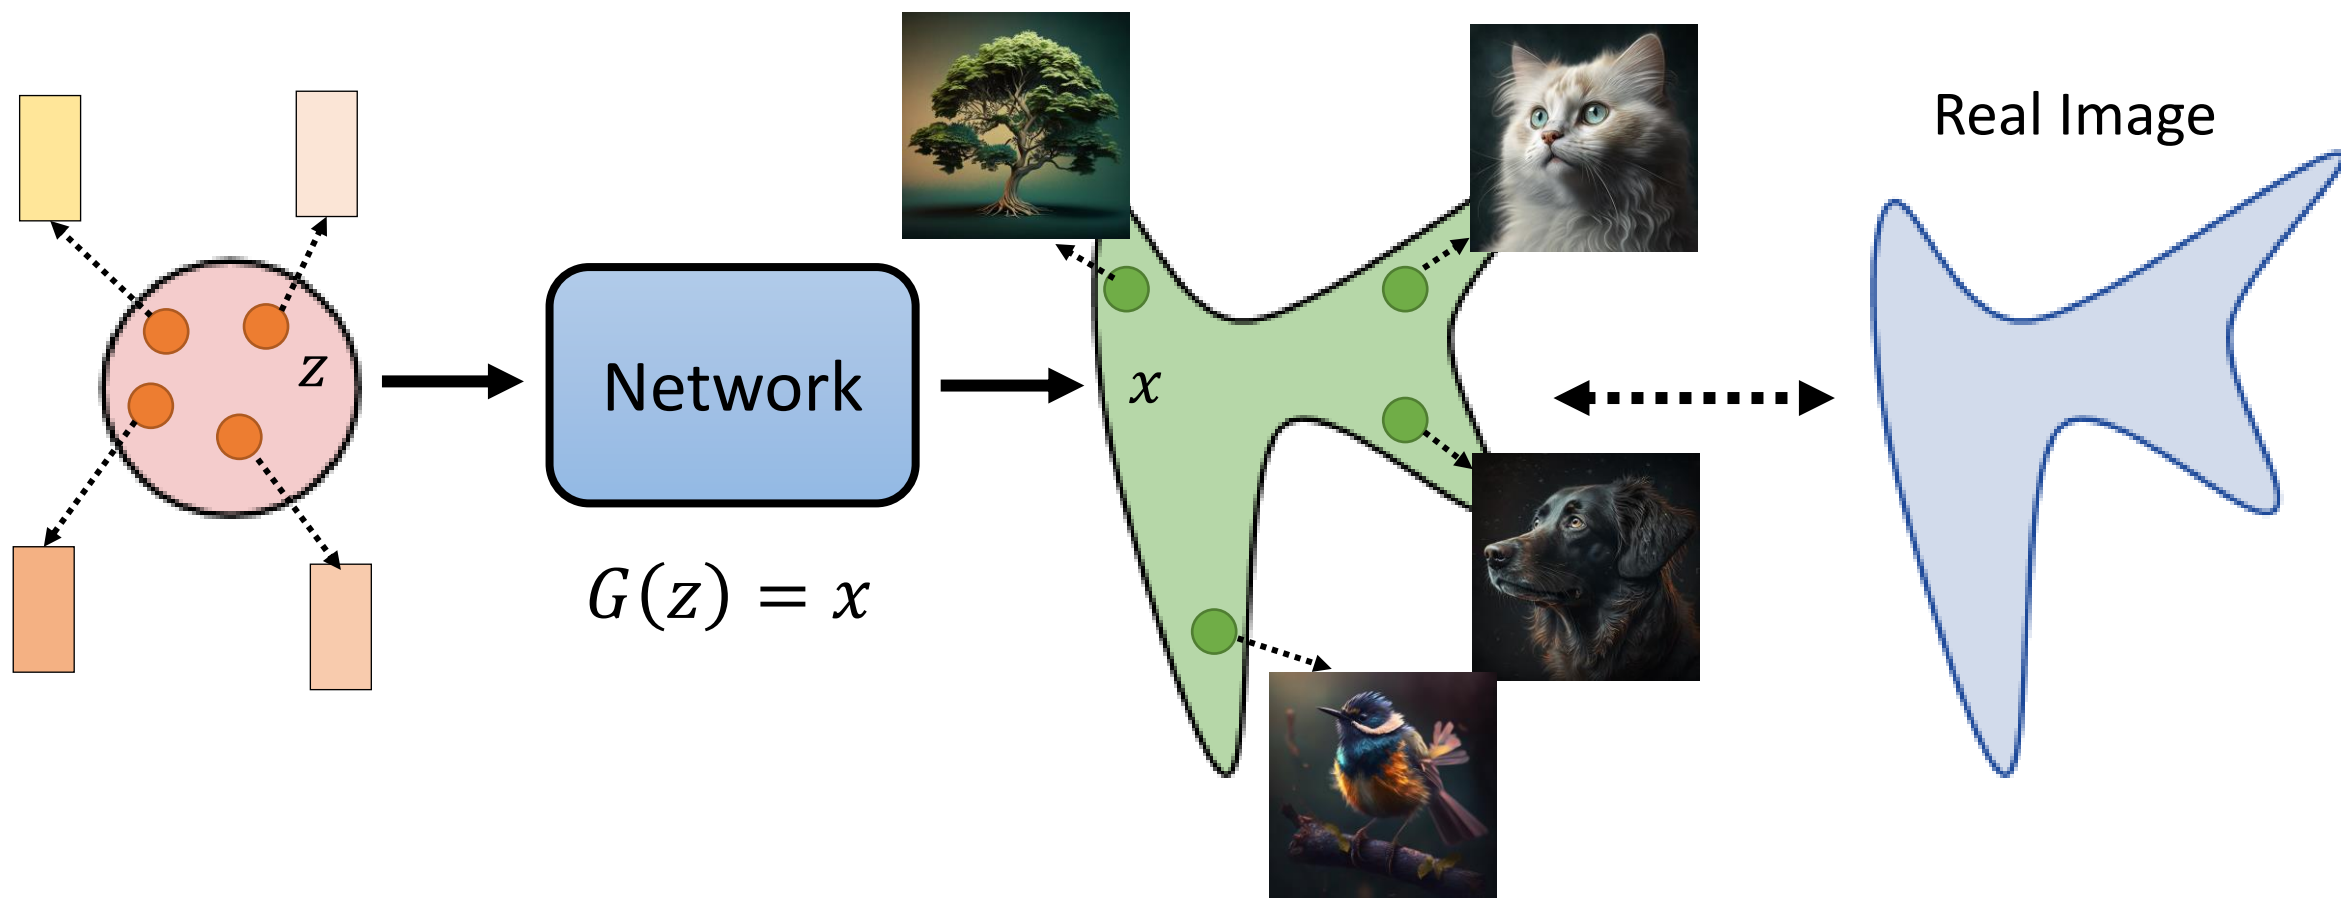 Real Image
z
Network
x
G(z) = x